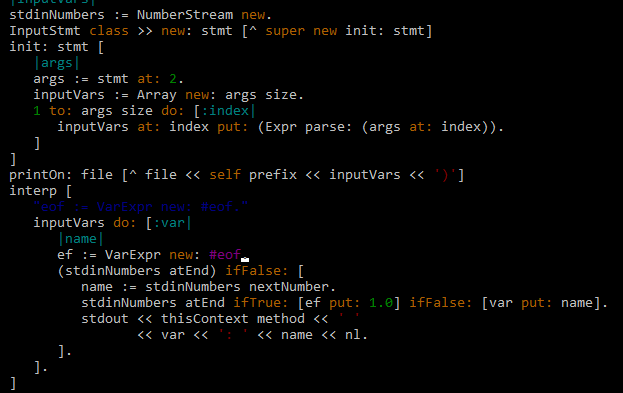 |inputVars|
stdinNumbers := NumberStream new.
InputStmt class >> new: stmt [^ super new init: stmt]
init: stmt [
|args|
args := stmt at: 2.
inputVars := Array new: args size.
1 to: args size do: [:index|
inputVars at: index put: (Expr parse: (args at: index)).
]
]
printOn: file [^ file << self prefix << inputVars << ')']
interp [
"eof := VarExpr new: #eof."
inputVars do: [:var|
|name|
ef := VarExpr new: #eof.
(stdinNumbers atEnd) ifFalse: [
name := stdinNumbers nextNumber.
stdinNumbers atEnd ifTrue: [ef put: 1.0] ifFalse: [var put: name].
stdout << thisContext method << ' '
<< var << ': ' << name << nl.
].
].
]